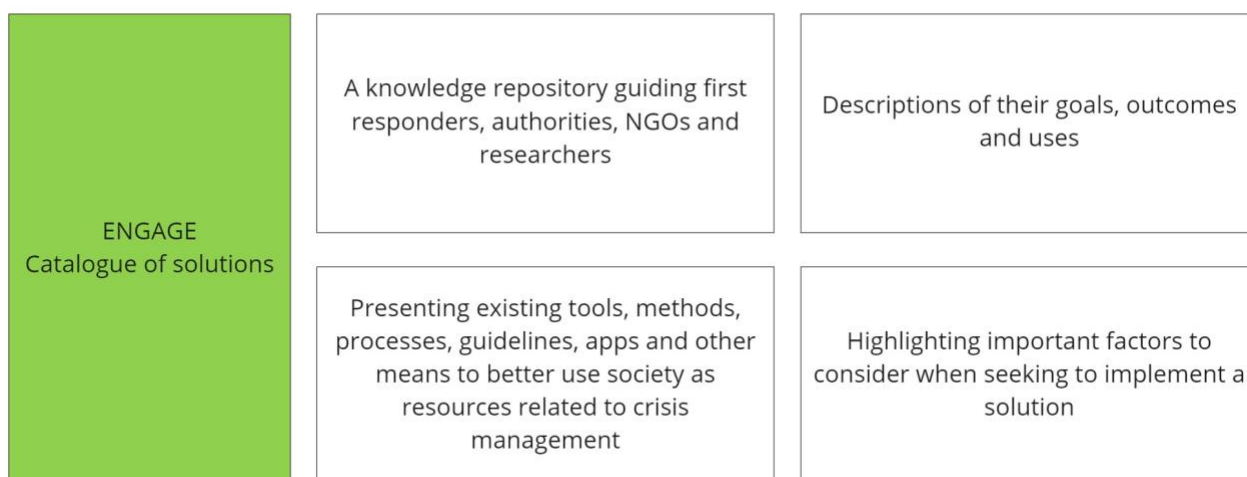 ENGAGE
Catalogue of solutions
A knowledge repository guiding first
responders, authorities, NGOs and
researchers
Descriptions of their goals, outcomes
and uses
Presenting existing tools, methods,
processes, guidelines, apps and other
means to better use society as
resources related to crisis
management
Highlighting important factors to
consider when seeking to implement a
solution